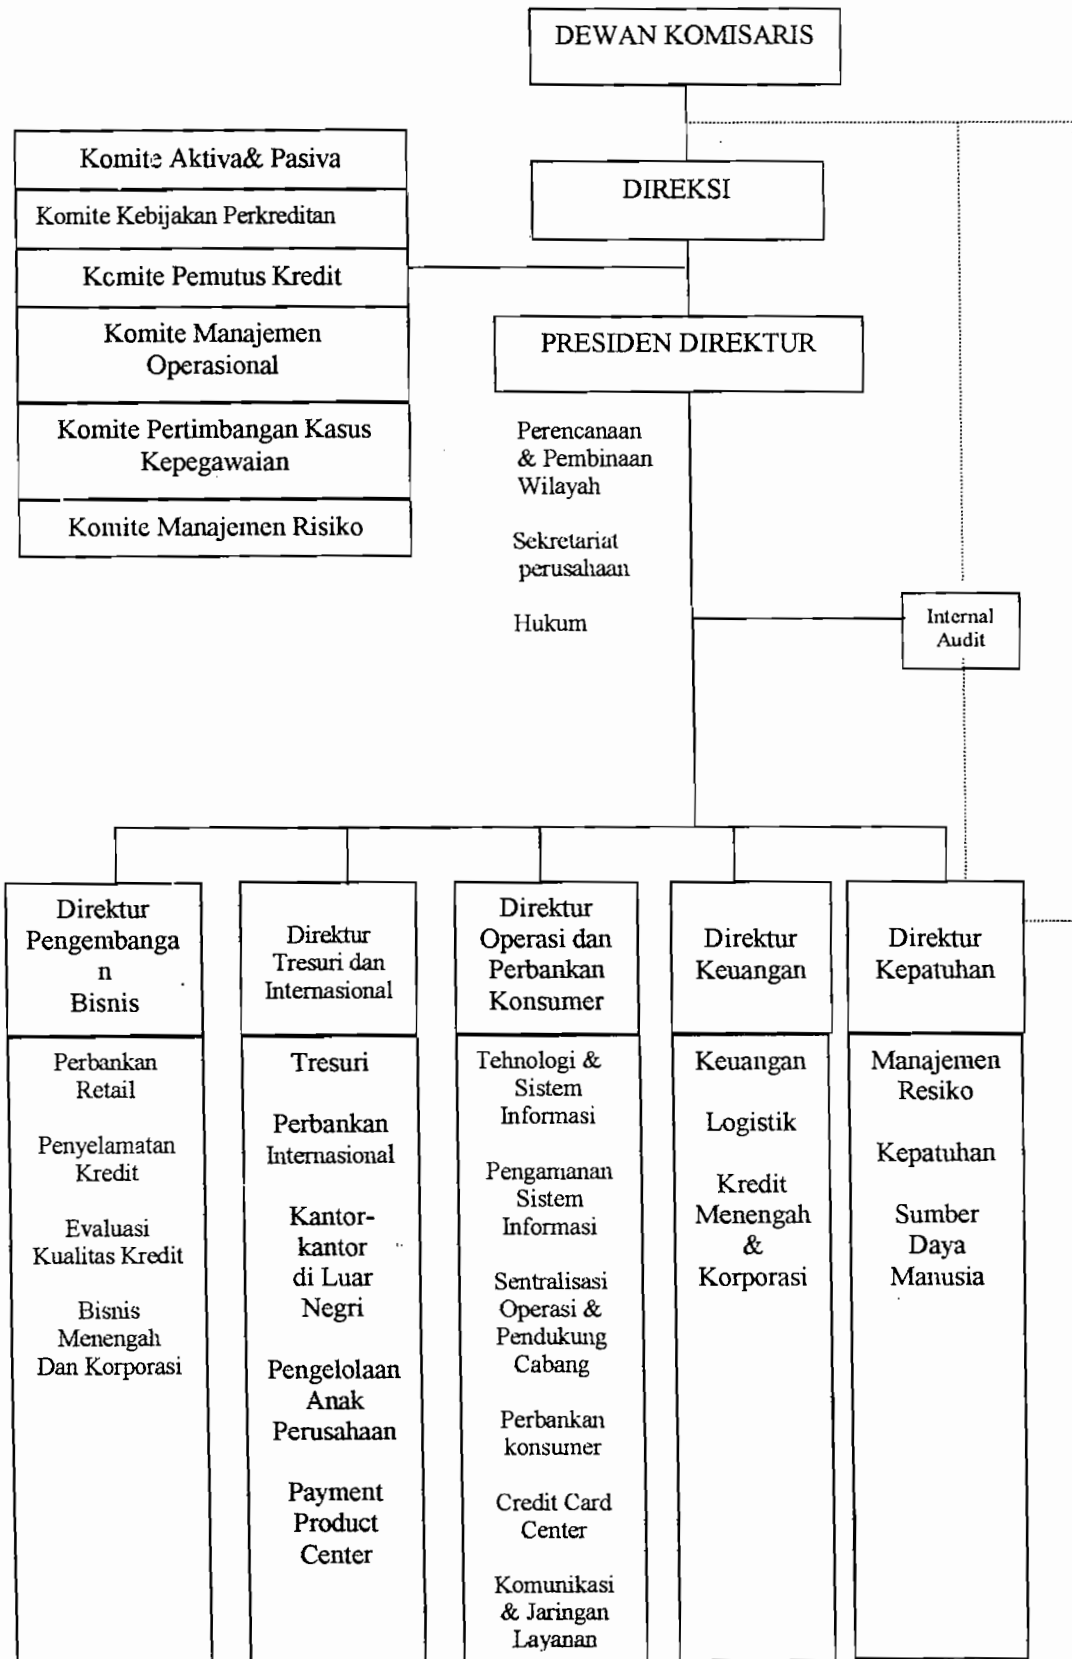 DEWAN KOMISARIS
DIREKSI
Komite Aktiva& Pasiva
Komite Kebijakan Perkreditan
Komite Pemutus Kredit
Komite Manajemen
Operasional
Komite Pertimbangan Kasus
Kepegawaian
Komite Manajemen Risiko
PRESIDEN DIREKTUR
Perencanaan
& Pembinaan
Wilayah
Sekretariat
perusahaan
Hukum
Internal
Audit
Direktur
Pengembanga
n
Bisnis
Perbankan
Retail
Penyelamatan
Kredit
Evaluasi
Kualitas Kredit
Bisnis
Menengah
Dan Korporasi
Direktur
Tresuri dan
Internasional
Tresuri
Perbankan
Internasional
Kantor-
kantor
di Luar
Negri
Pengelolaan
Anak
Perusahaan
Payment
Product
Center
Direktur
Operasi dan
Perbankan
Konsumer
Tehnologi &
Sistem
Informasi
Pengamanan
Sistem
Informasi
Sentralisasi
Operasi &
Pendukung
Cabang
Perbankan
konsumer
Credit Card
Center
Komunikasi
& Jaringan
Layanan
Direktur
Keuangan
Keuangan
Logistik
Kredit
Menengah
&
Korporasi
Direktur
Kepatuhan
Manajemen
Resiko
Kepatuhan
Sumber
Daya
Manusia